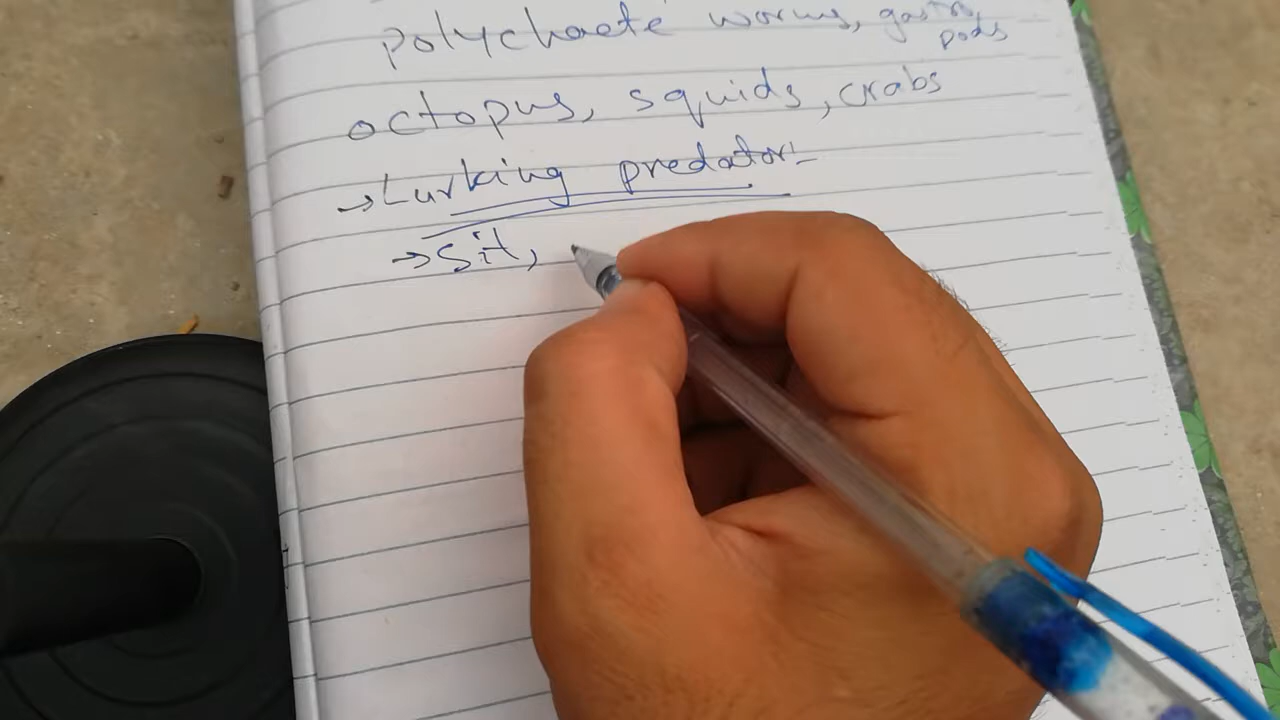 polychaete worms, gastro
pods
octopus, squids, crabs
→Lurking predator:-
→Sit,